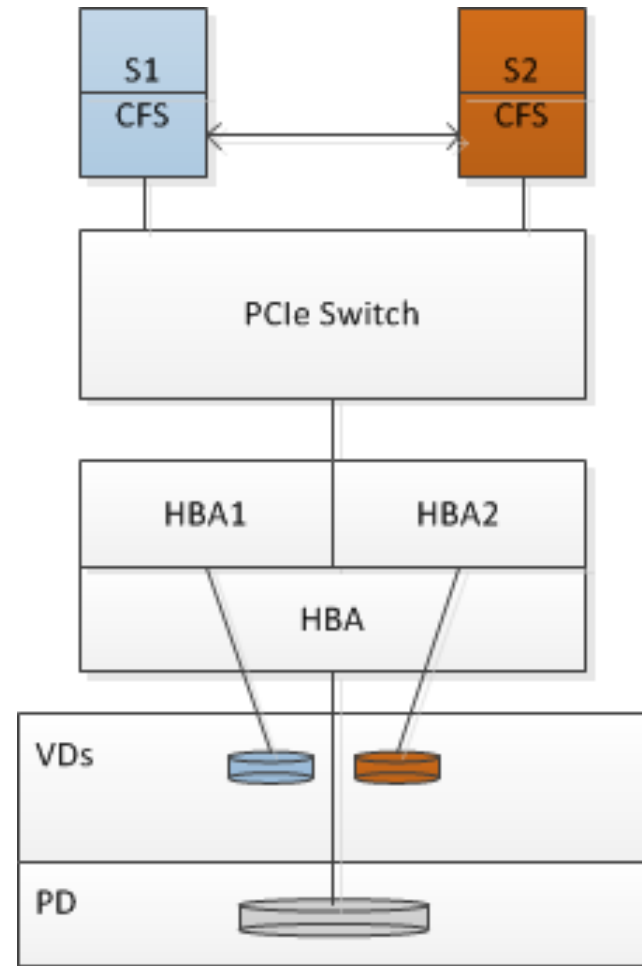 S1
CFS
S2
CFS
PCIe Switch
HBA1
HBA2
HBA
VDs
PD